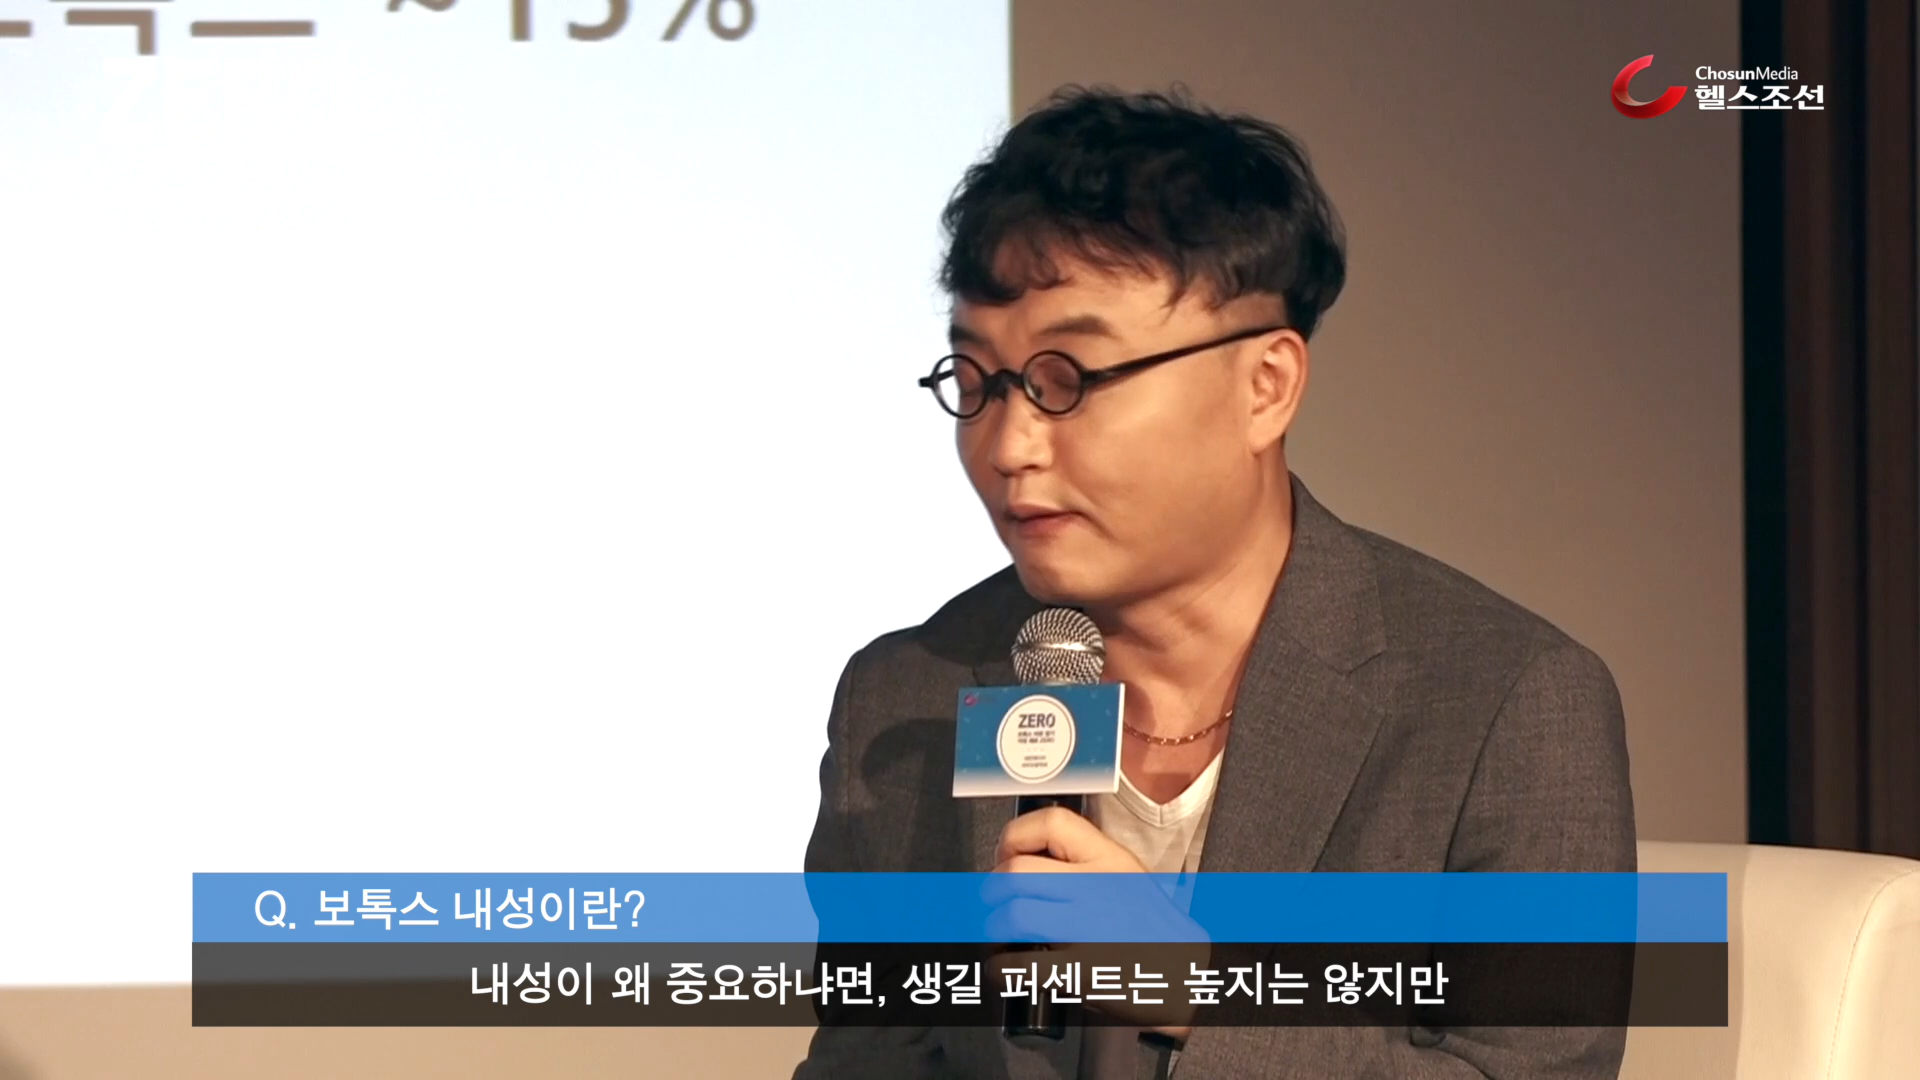 ~15%
ChosunMedia
헬스조선
ZERO
Q. 보톡스 내성이란?
내성이 왜 중요하냐면, 생길 퍼센트는 높지는 않지만